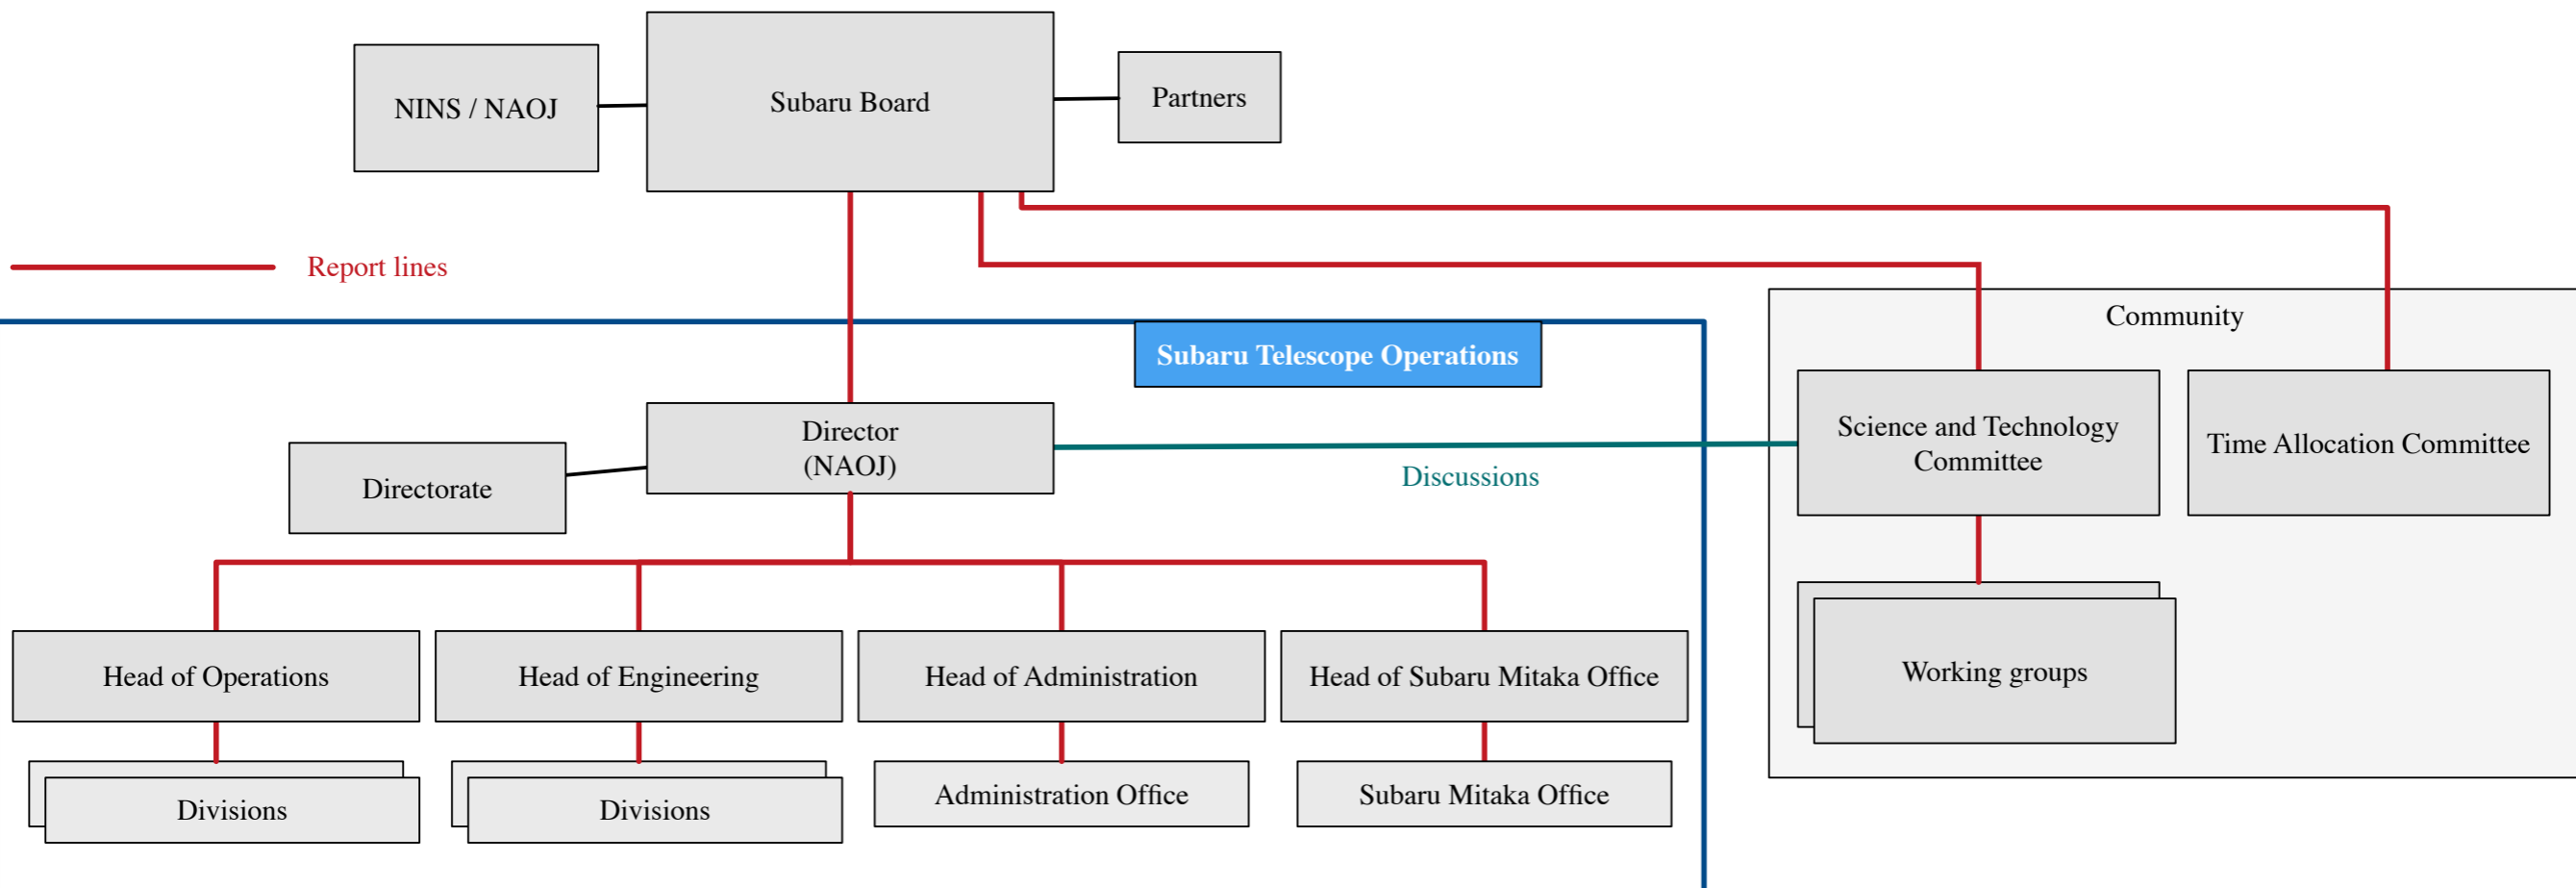 NINS / NAOJ
Subaru Board
Partners
Report lines
Community
Subaru Telescope Operations
Director
(NAOJ)
Directorate
Discussions
Science and Technology
Committee
Time Allocation Committee
Head of Operations
Head of Engineering
Head of Administration
Head of Subaru Mitaka Office
Working groups
Divisions
Divisions
Administration Office
Subaru Mitaka Office